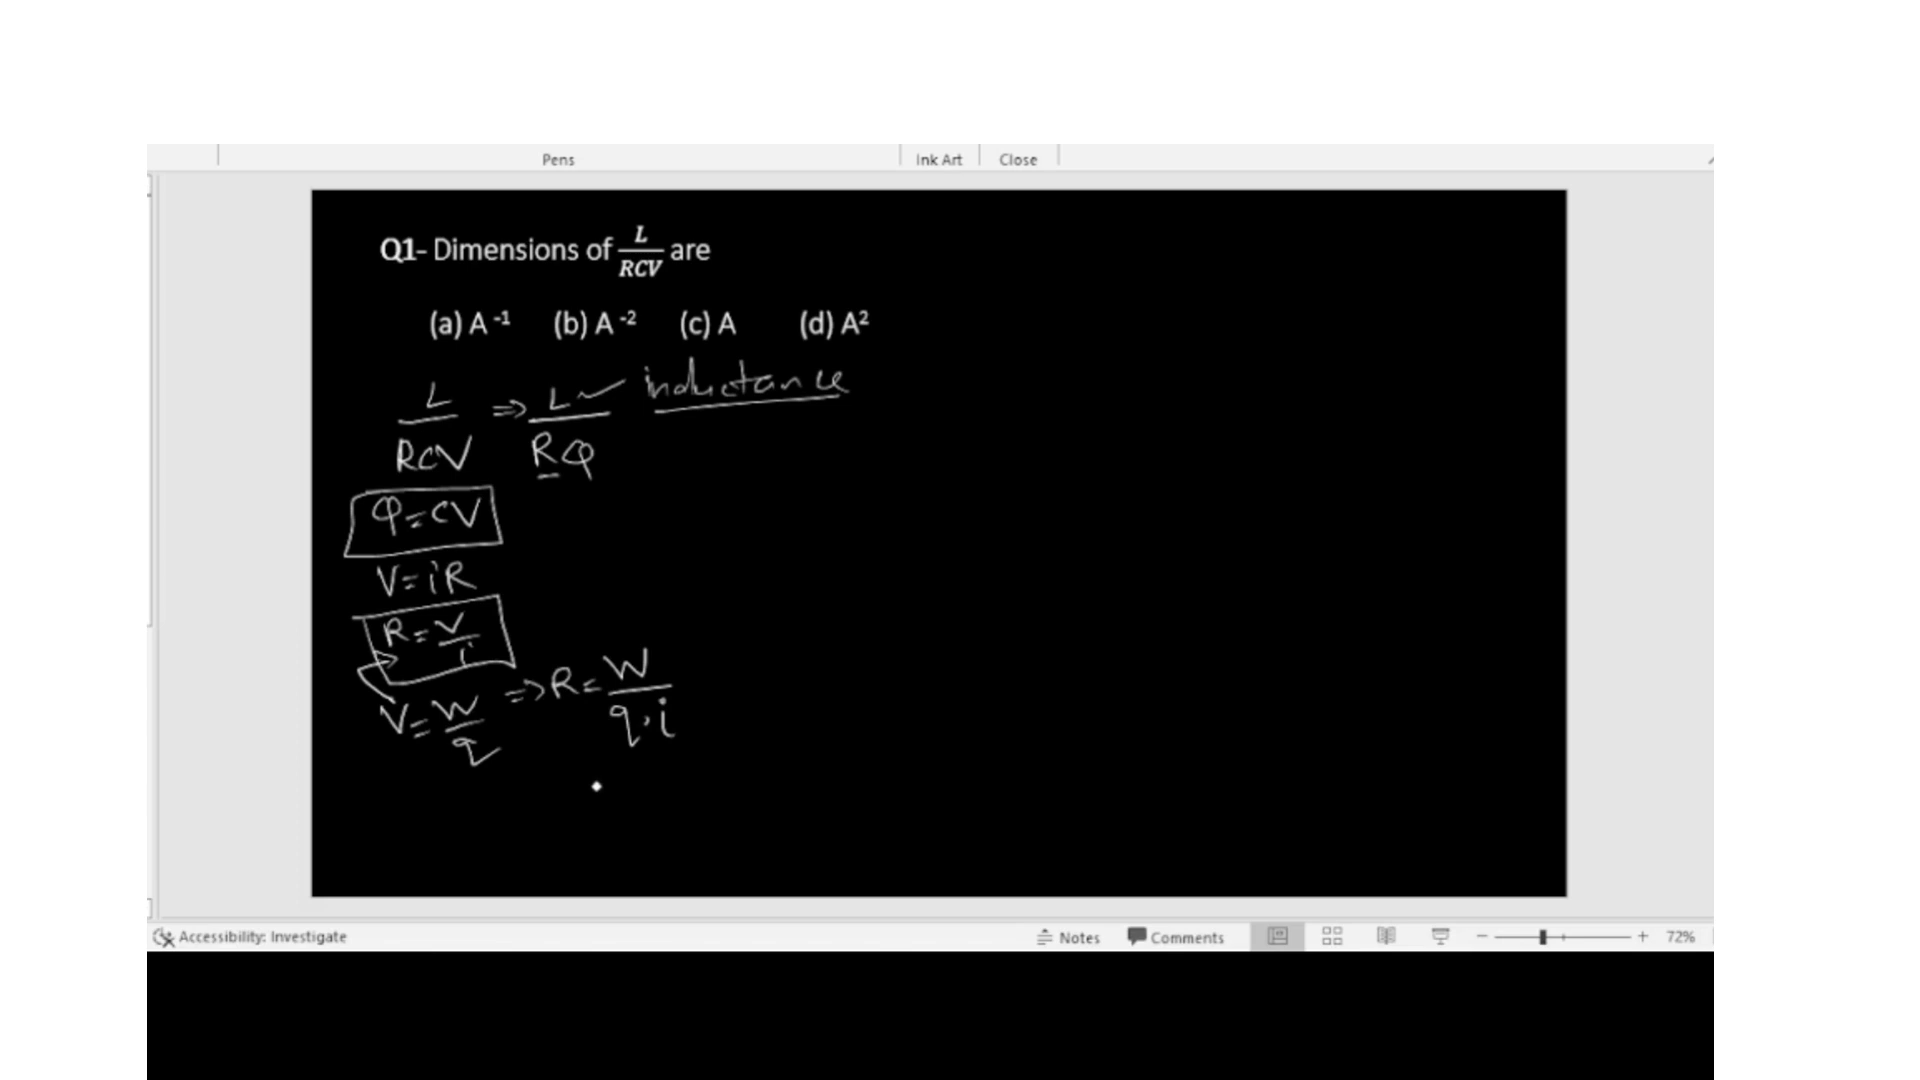 Pens Ink Art Close
Q1- Dimensions of L/RCV are
(a) A⁻¹ (b) A⁻² (c) A (d) A²
L/RCV ⇒ L/RQ inductance
Q=CV
V=iR
R=V/i
V=W/q ⇒ R=W/q.i
Accessibility: Investigate Notes Comments − + 72%